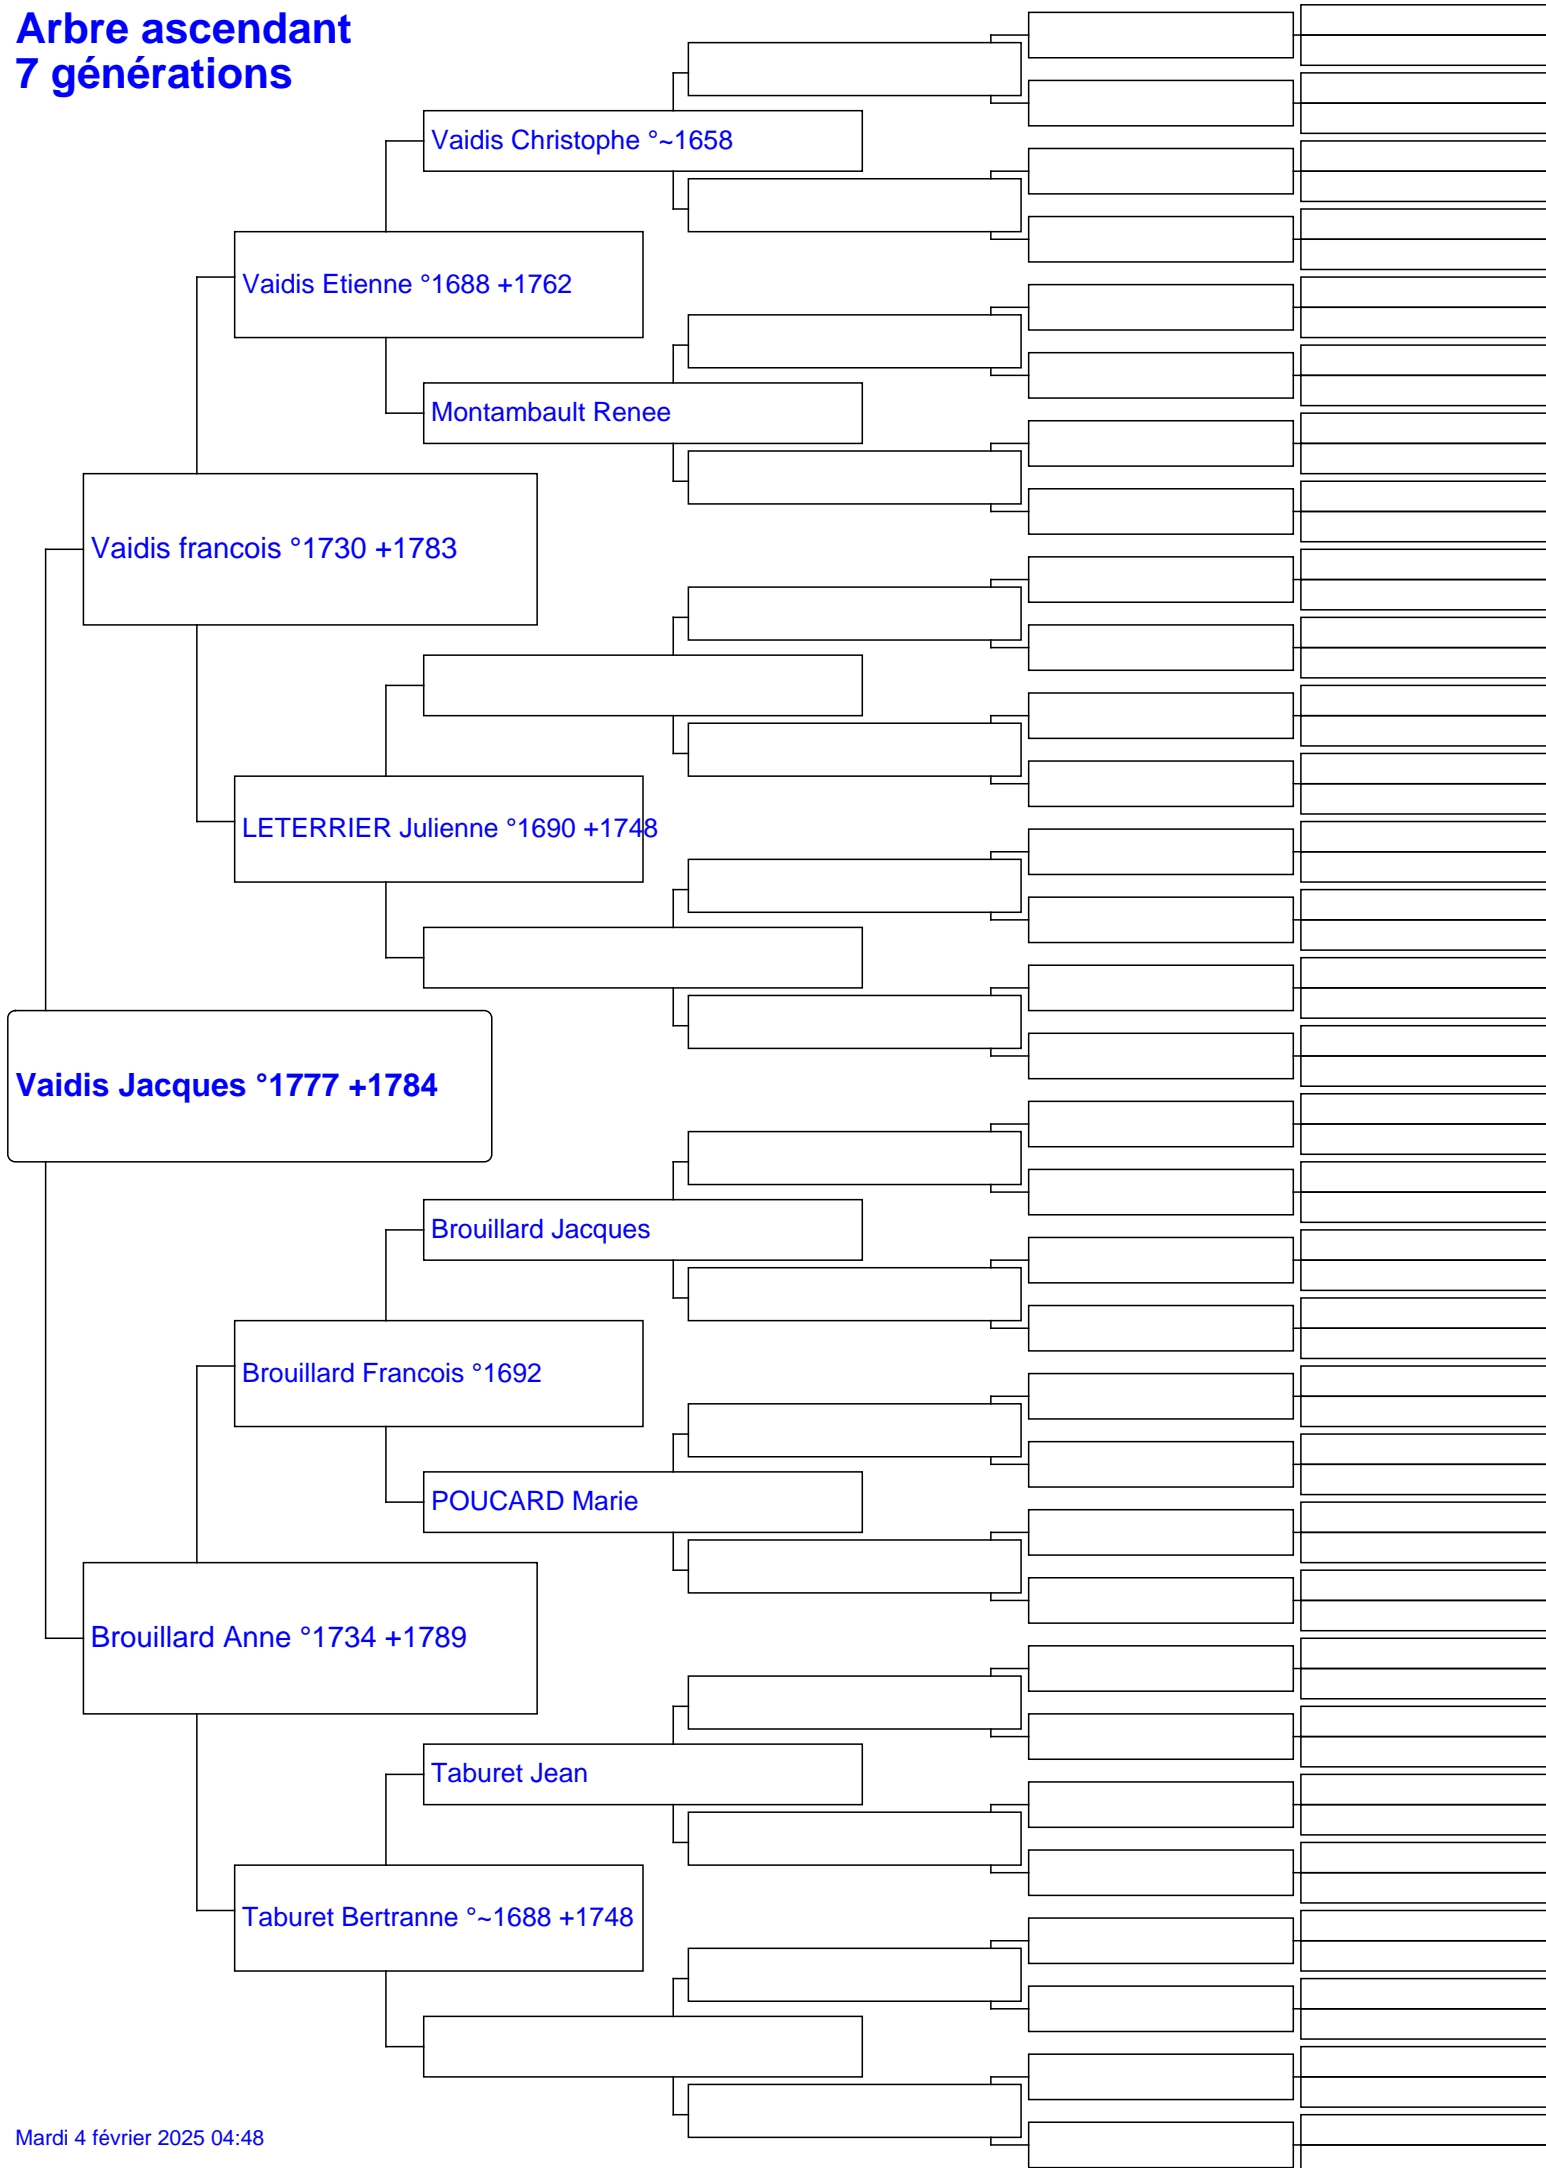 Arbre ascendant
7 générations
Vaidis Christophe °~1658
Vaidis Etienne °1688 +1762
Montambault Renee
Vaidis francois °1730 +1783
LETERRIER Julienne °1690 +1748
Vaidis Jacques °1777 +1784
Brouillard Jacques
Brouillard Francois °1692
POUCARD Marie
Brouillard Anne °1734 +1789
Taburet Jean
Taburet Bertranne °~1688 +1748
Mardi 4 février 2025 04:48